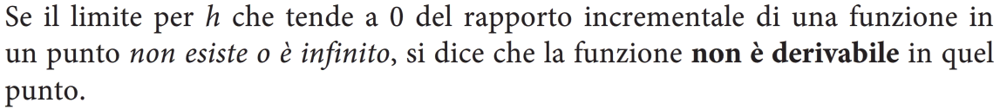 Se il limite per h che tende a 0 del rapporto incrementale di una funzione in
un punto non esiste o è infinito, si dice che la funzione non è derivabile in quel
punto.